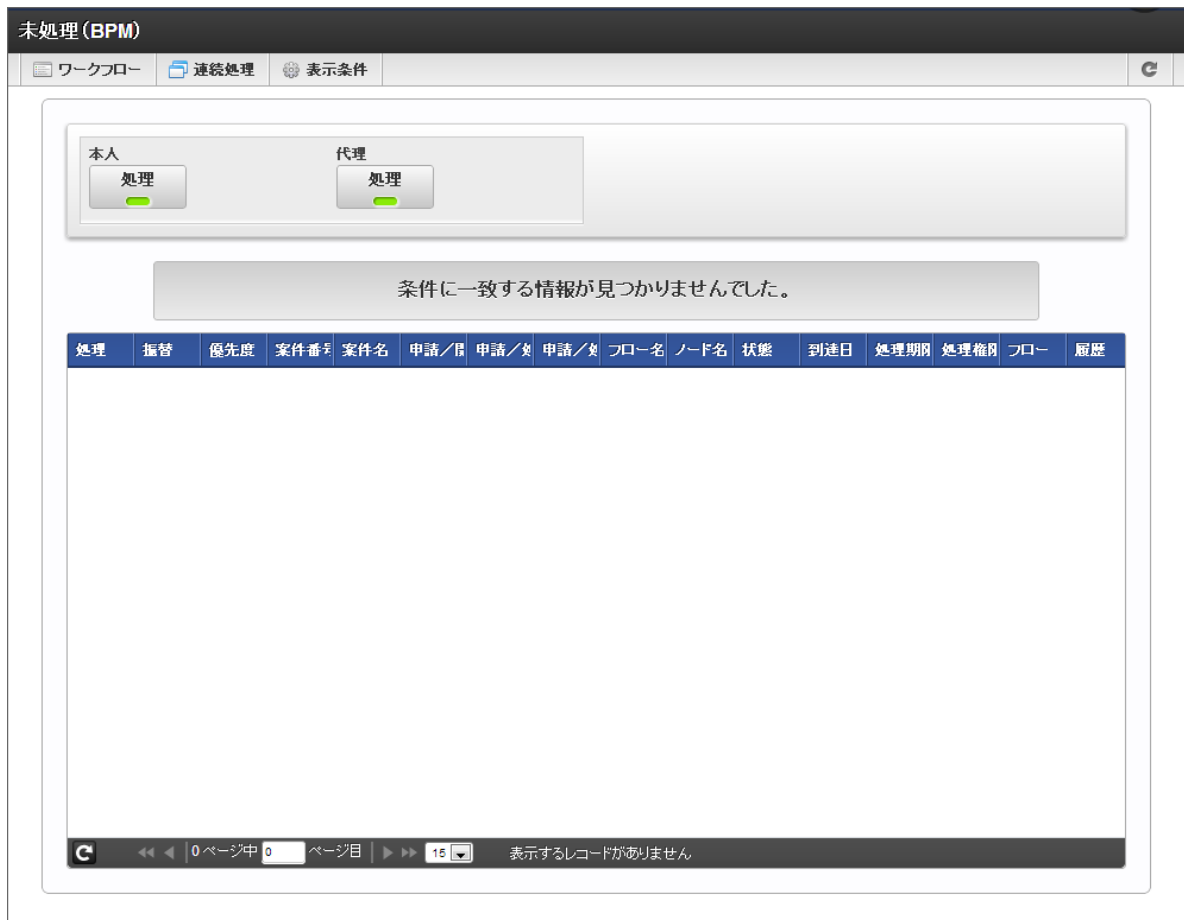 未処理(BPM)
ワークフロー 連続処理 表示条件
本人 代理
処理 処理
条件に一致する情報が見つかりませんでした。
処理 振替 優先度 案件番号 案件名 申請/ 申請/ 申請/ フロー名 ノード名 状態 到達日 処理期限 処理権限 フロー 履歴
0 ページ中 0 ページ目 15 表示するレコードがありません